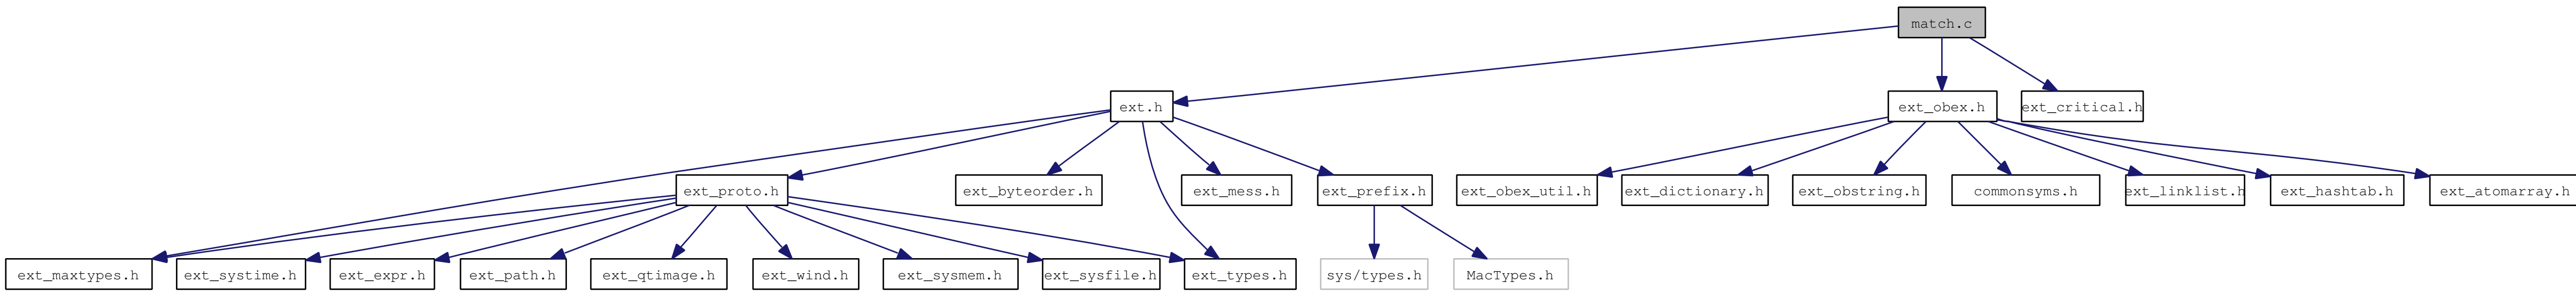 match.c
ext.h
ext_obex.h
ext_critical.h
ext_proto.h
ext_byteorder.h
ext_mess.h
ext_prefix.h
ext_obex_util.h
ext_dictionary.h
ext_obstring.h
commonsyms.h
ext_linklist.h
ext_hashtab.h
ext_atomarray.h
ext_maxtypes.h
ext_systime.h
ext_expr.h
ext_path.h
ext_qtimage.h
ext_wind.h
ext_sysmem.h
ext_sysfile.h
ext_types.h
sys/types.h
MacTypes.h